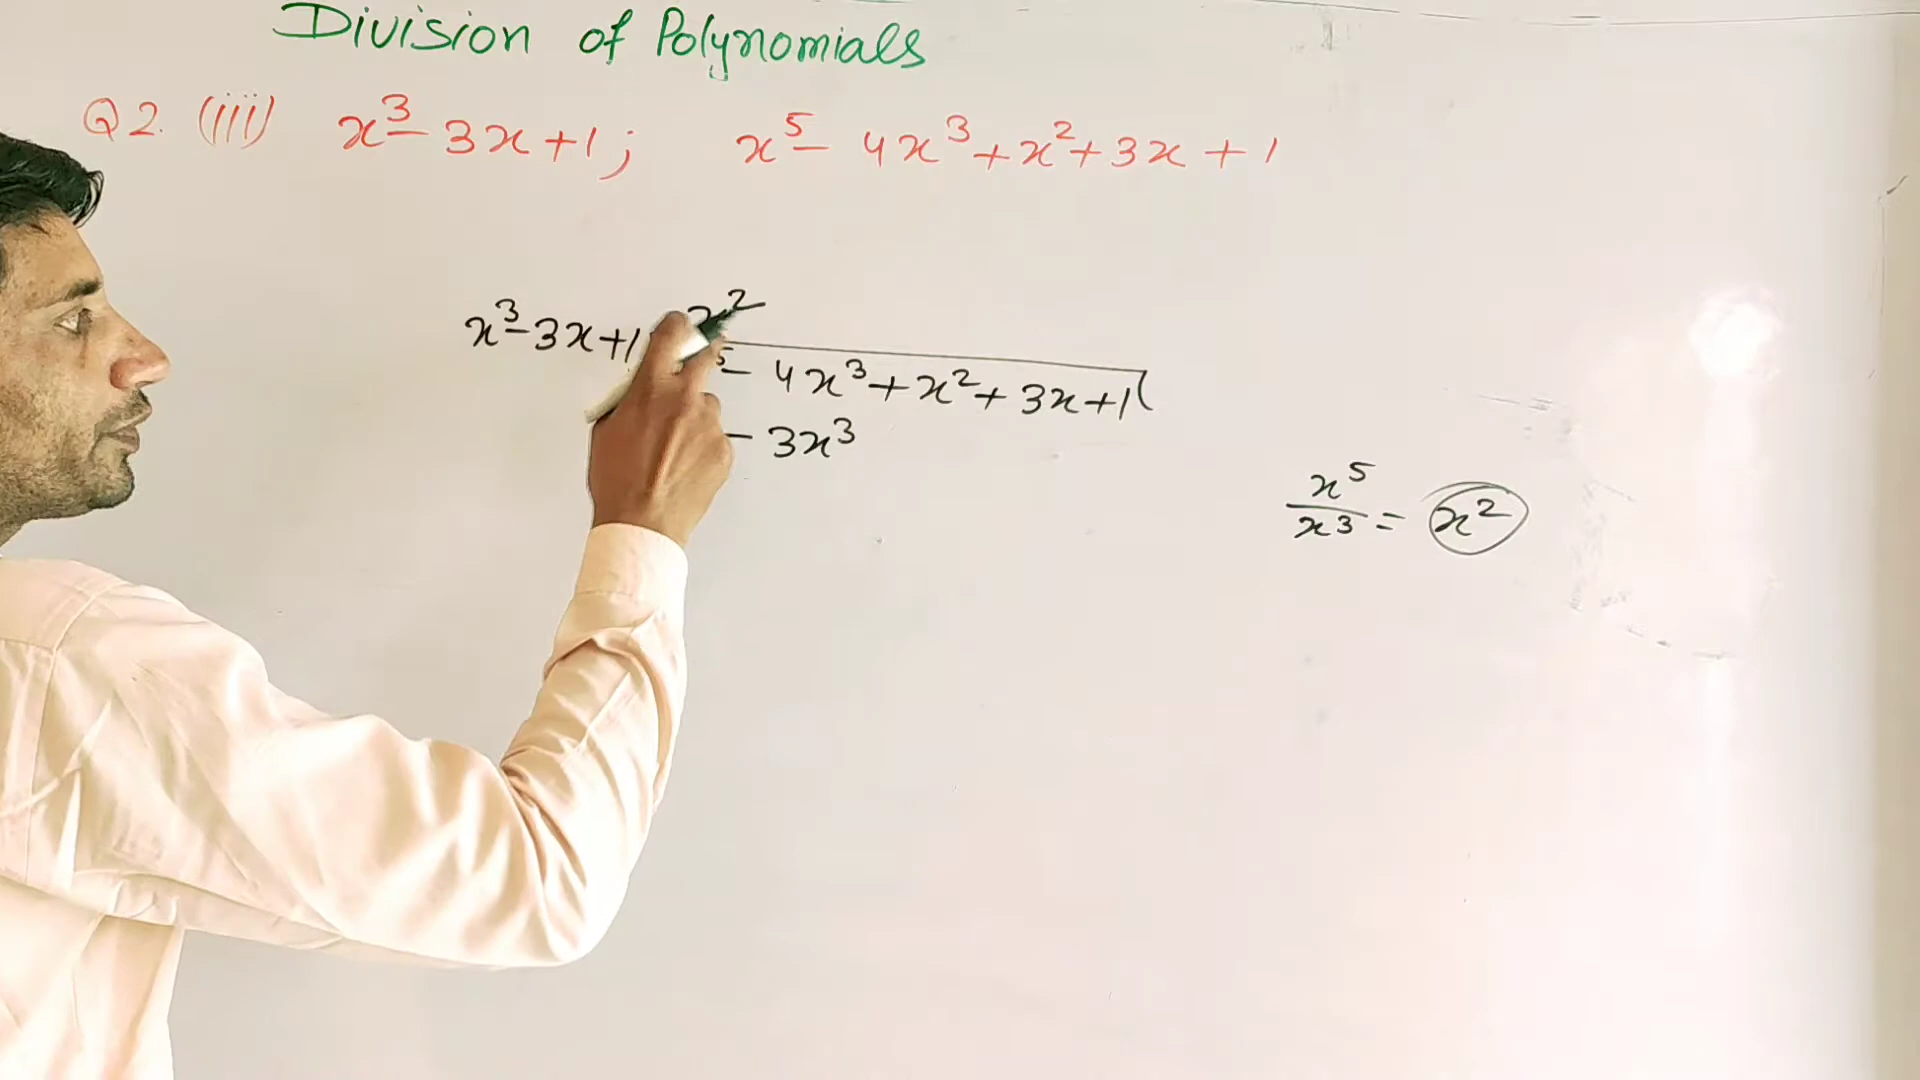 Division of Polynomials
Q2. (iii) x³ - 3x + 1 ; x⁵ - 4x³ + x² + 3x + 1
x²
x³ - 3x + 1
⁵ - 4x³ + x² + 3x + 1
- 3x³
x⁵/x³ = x²